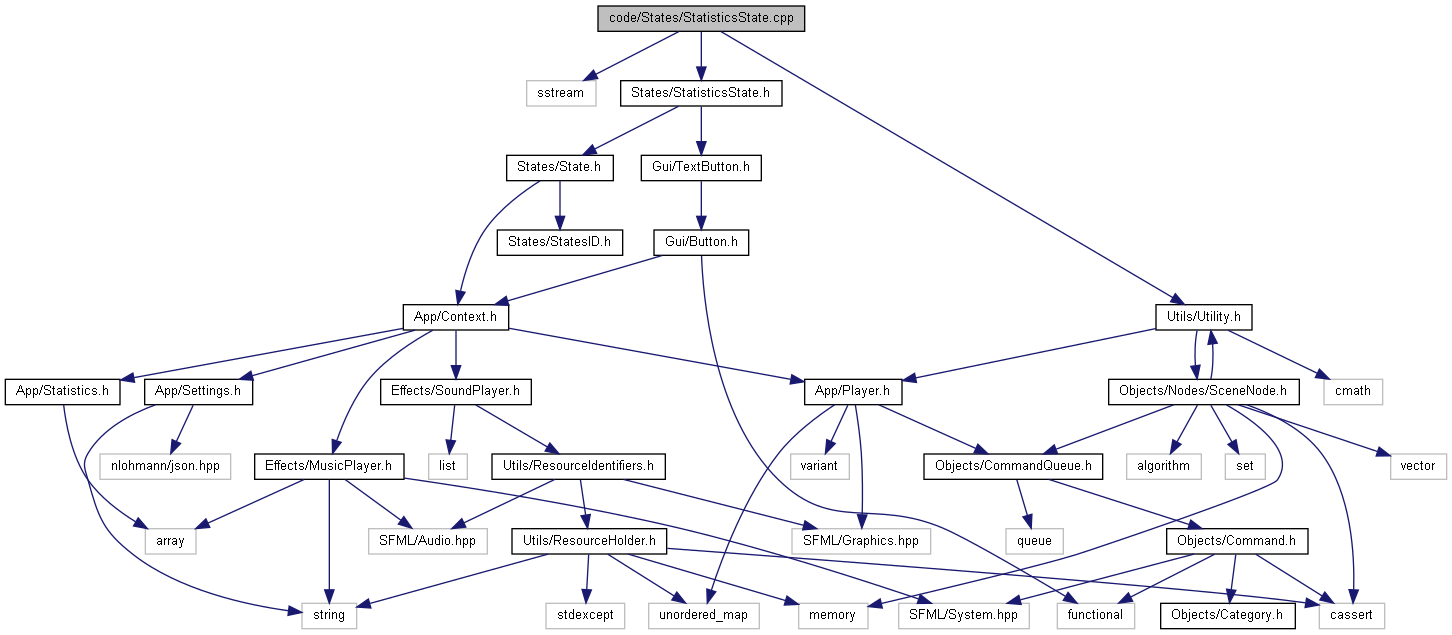 code/States/StatisticsState.cpp
sstream
States/StatisticsState.h
States/State.h
Gui/TextButton.h
States/StatesID.h
Gui/Button.h
App/Context.h
Utils/Utility.h
App/Statistics.h
App/Settings.h
Effects/SoundPlayer.h
App/Player.h
Objects/Nodes/SceneNode.h
cmath
nlohmann/json.hpp
Effects/MusicPlayer.h
list
Utils/ResourceIdentifiers.h
variant
Objects/CommandQueue.h
algorithm
set
vector
array
SFML/Audio.hpp
Utils/ResourceHolder.h
SFML/Graphics.hpp
queue
Objects/Command.h
string
stdexcept
unordered_map
memory
SFML/System.hpp
functional
Objects/Category.h
cassert